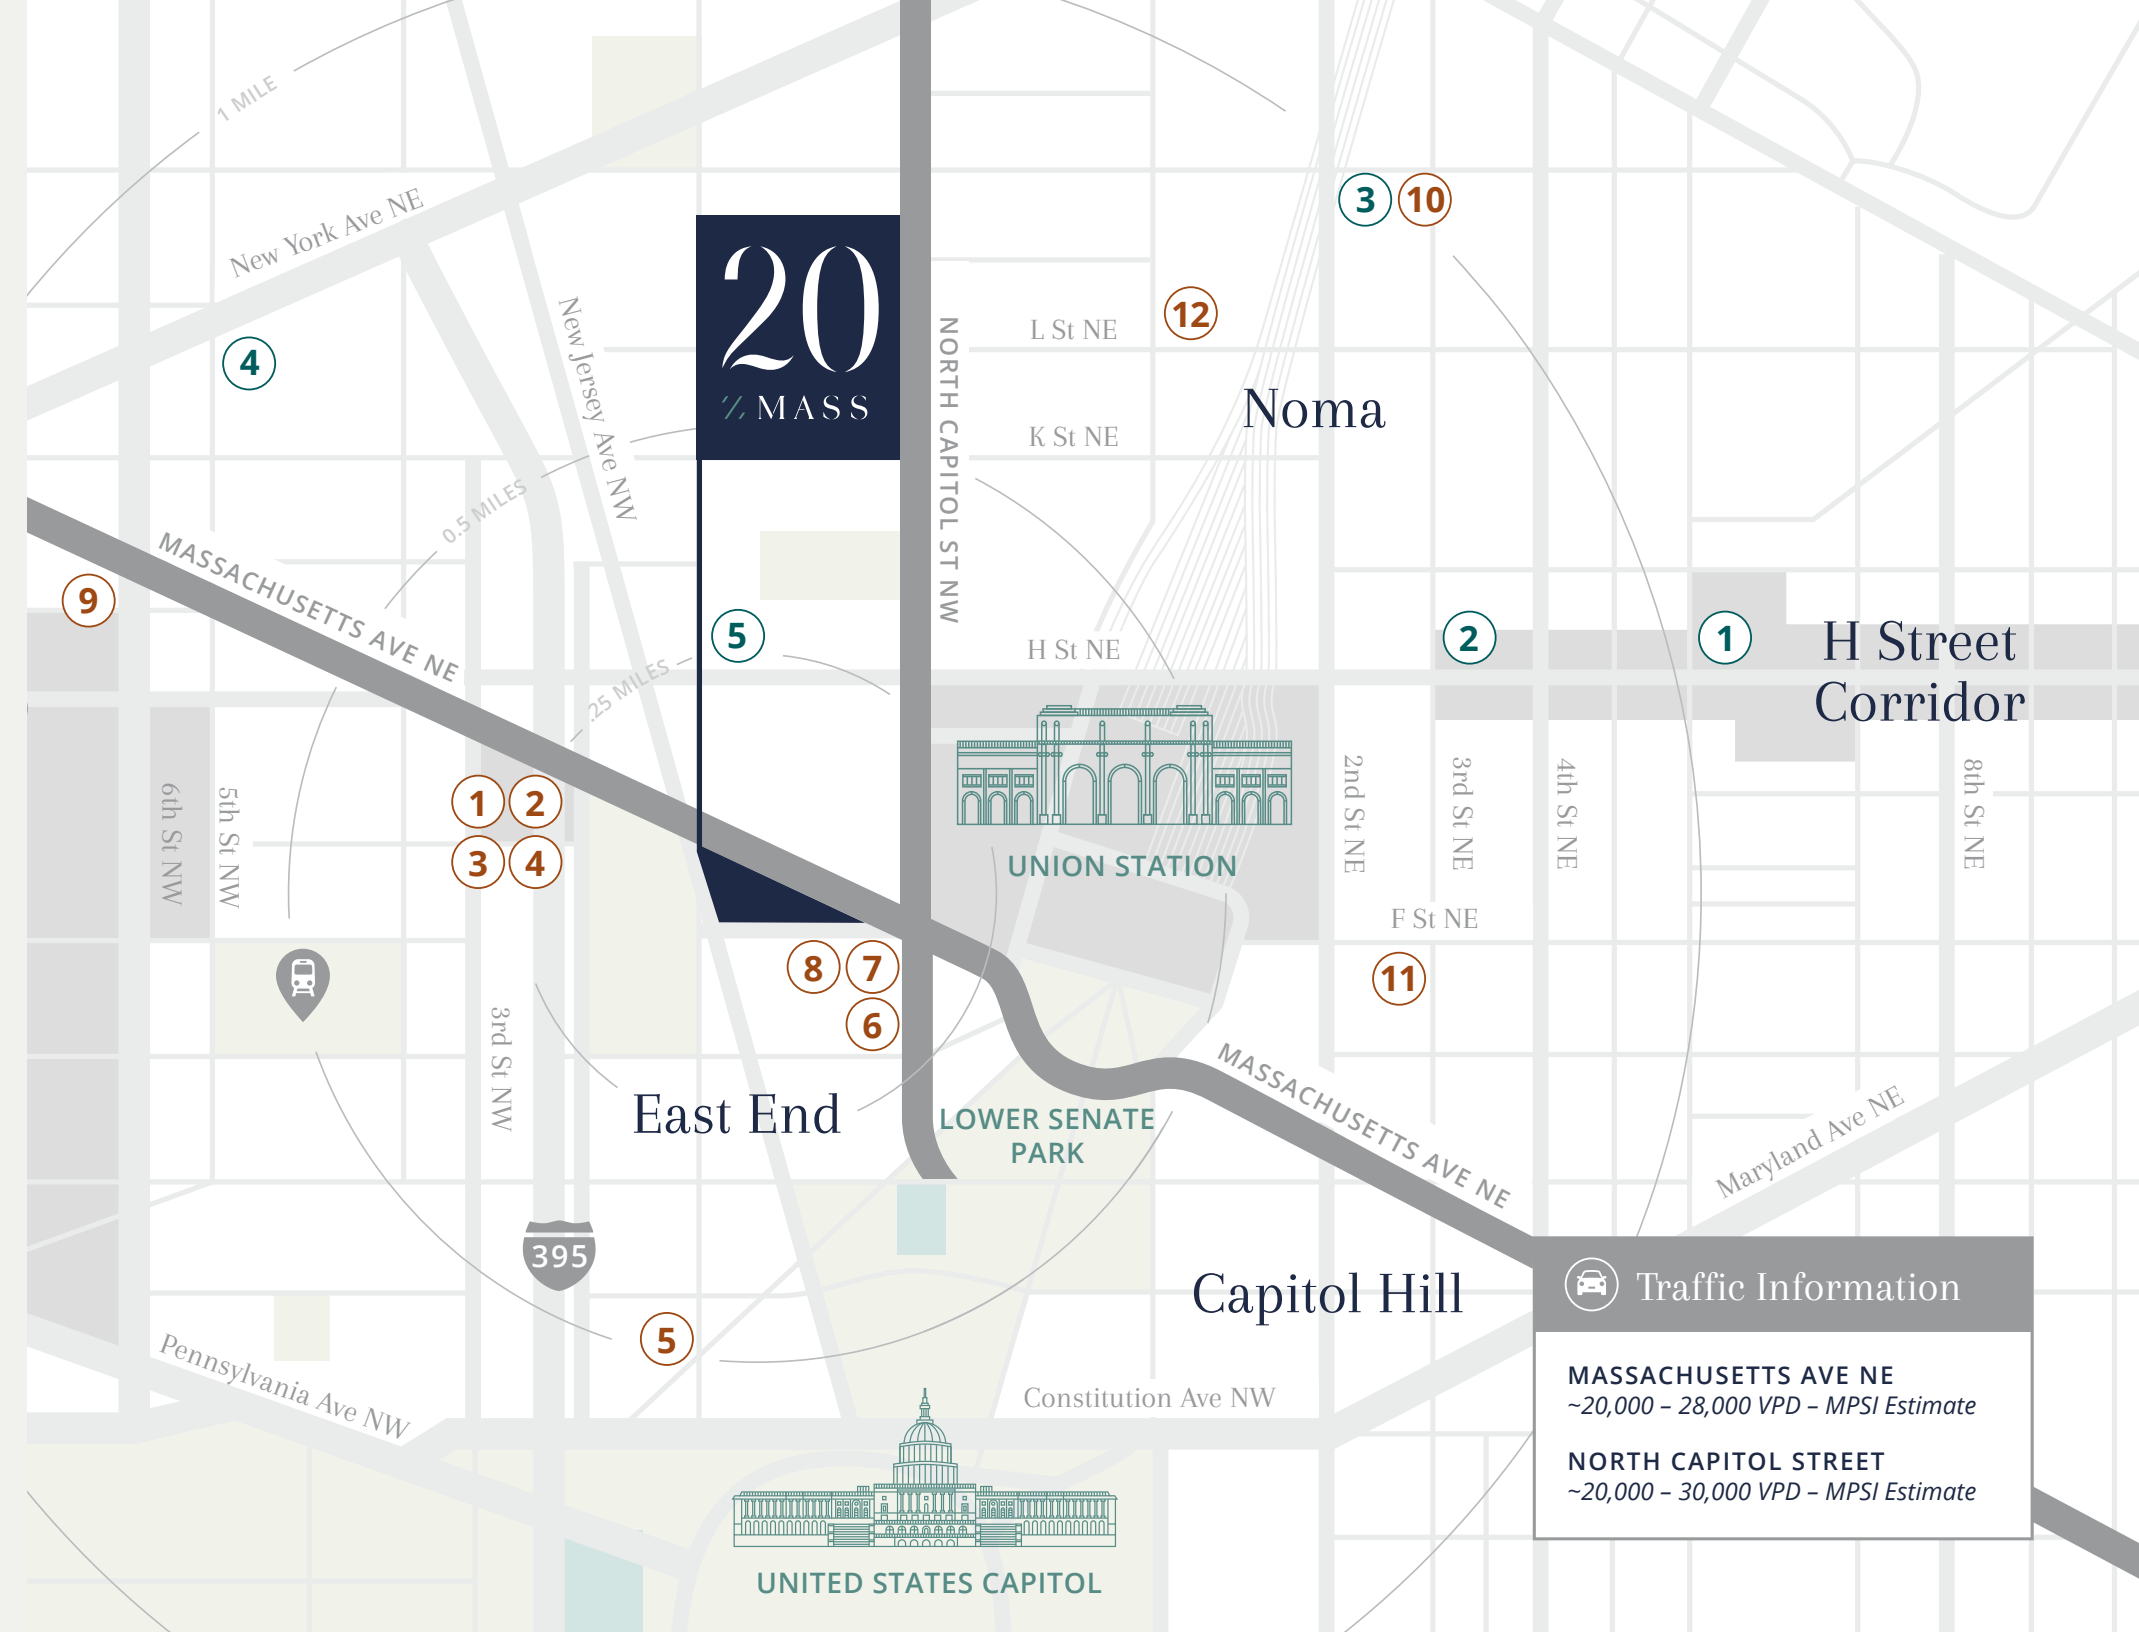 1 MILE
New York Ave NE
3
10
20
MASS
12
New Jersey Ave NW
NORTH CAPITOL ST NW
L St NE
4
Noma
K St NE
0.5 MILES
MASSACHUSETTS AVE NE
9
5
H St NE
2
1
H Street
Corridor
.25 MILES
6th St NW
5th St NW
1
2
3
4
UNION STATION
2nd St NE
3rd St NE
4th St NE
8th St NE
F St NE
8
7
6
11
3rd St NW
East End
LOWER SENATE
PARK
MASSACHUSETTS AVE NE
Maryland Ave NE
395
Capitol Hill
5
Pennsylvania Ave NW
Constitution Ave NW
UNITED STATES CAPITOL
Traffic Information
MASSACHUSETTS AVE NE
~20,000 – 28,000 VPD – MPSI Estimate
NORTH CAPITOL STREET
~20,000 – 30,000 VPD – MPSI Estimate